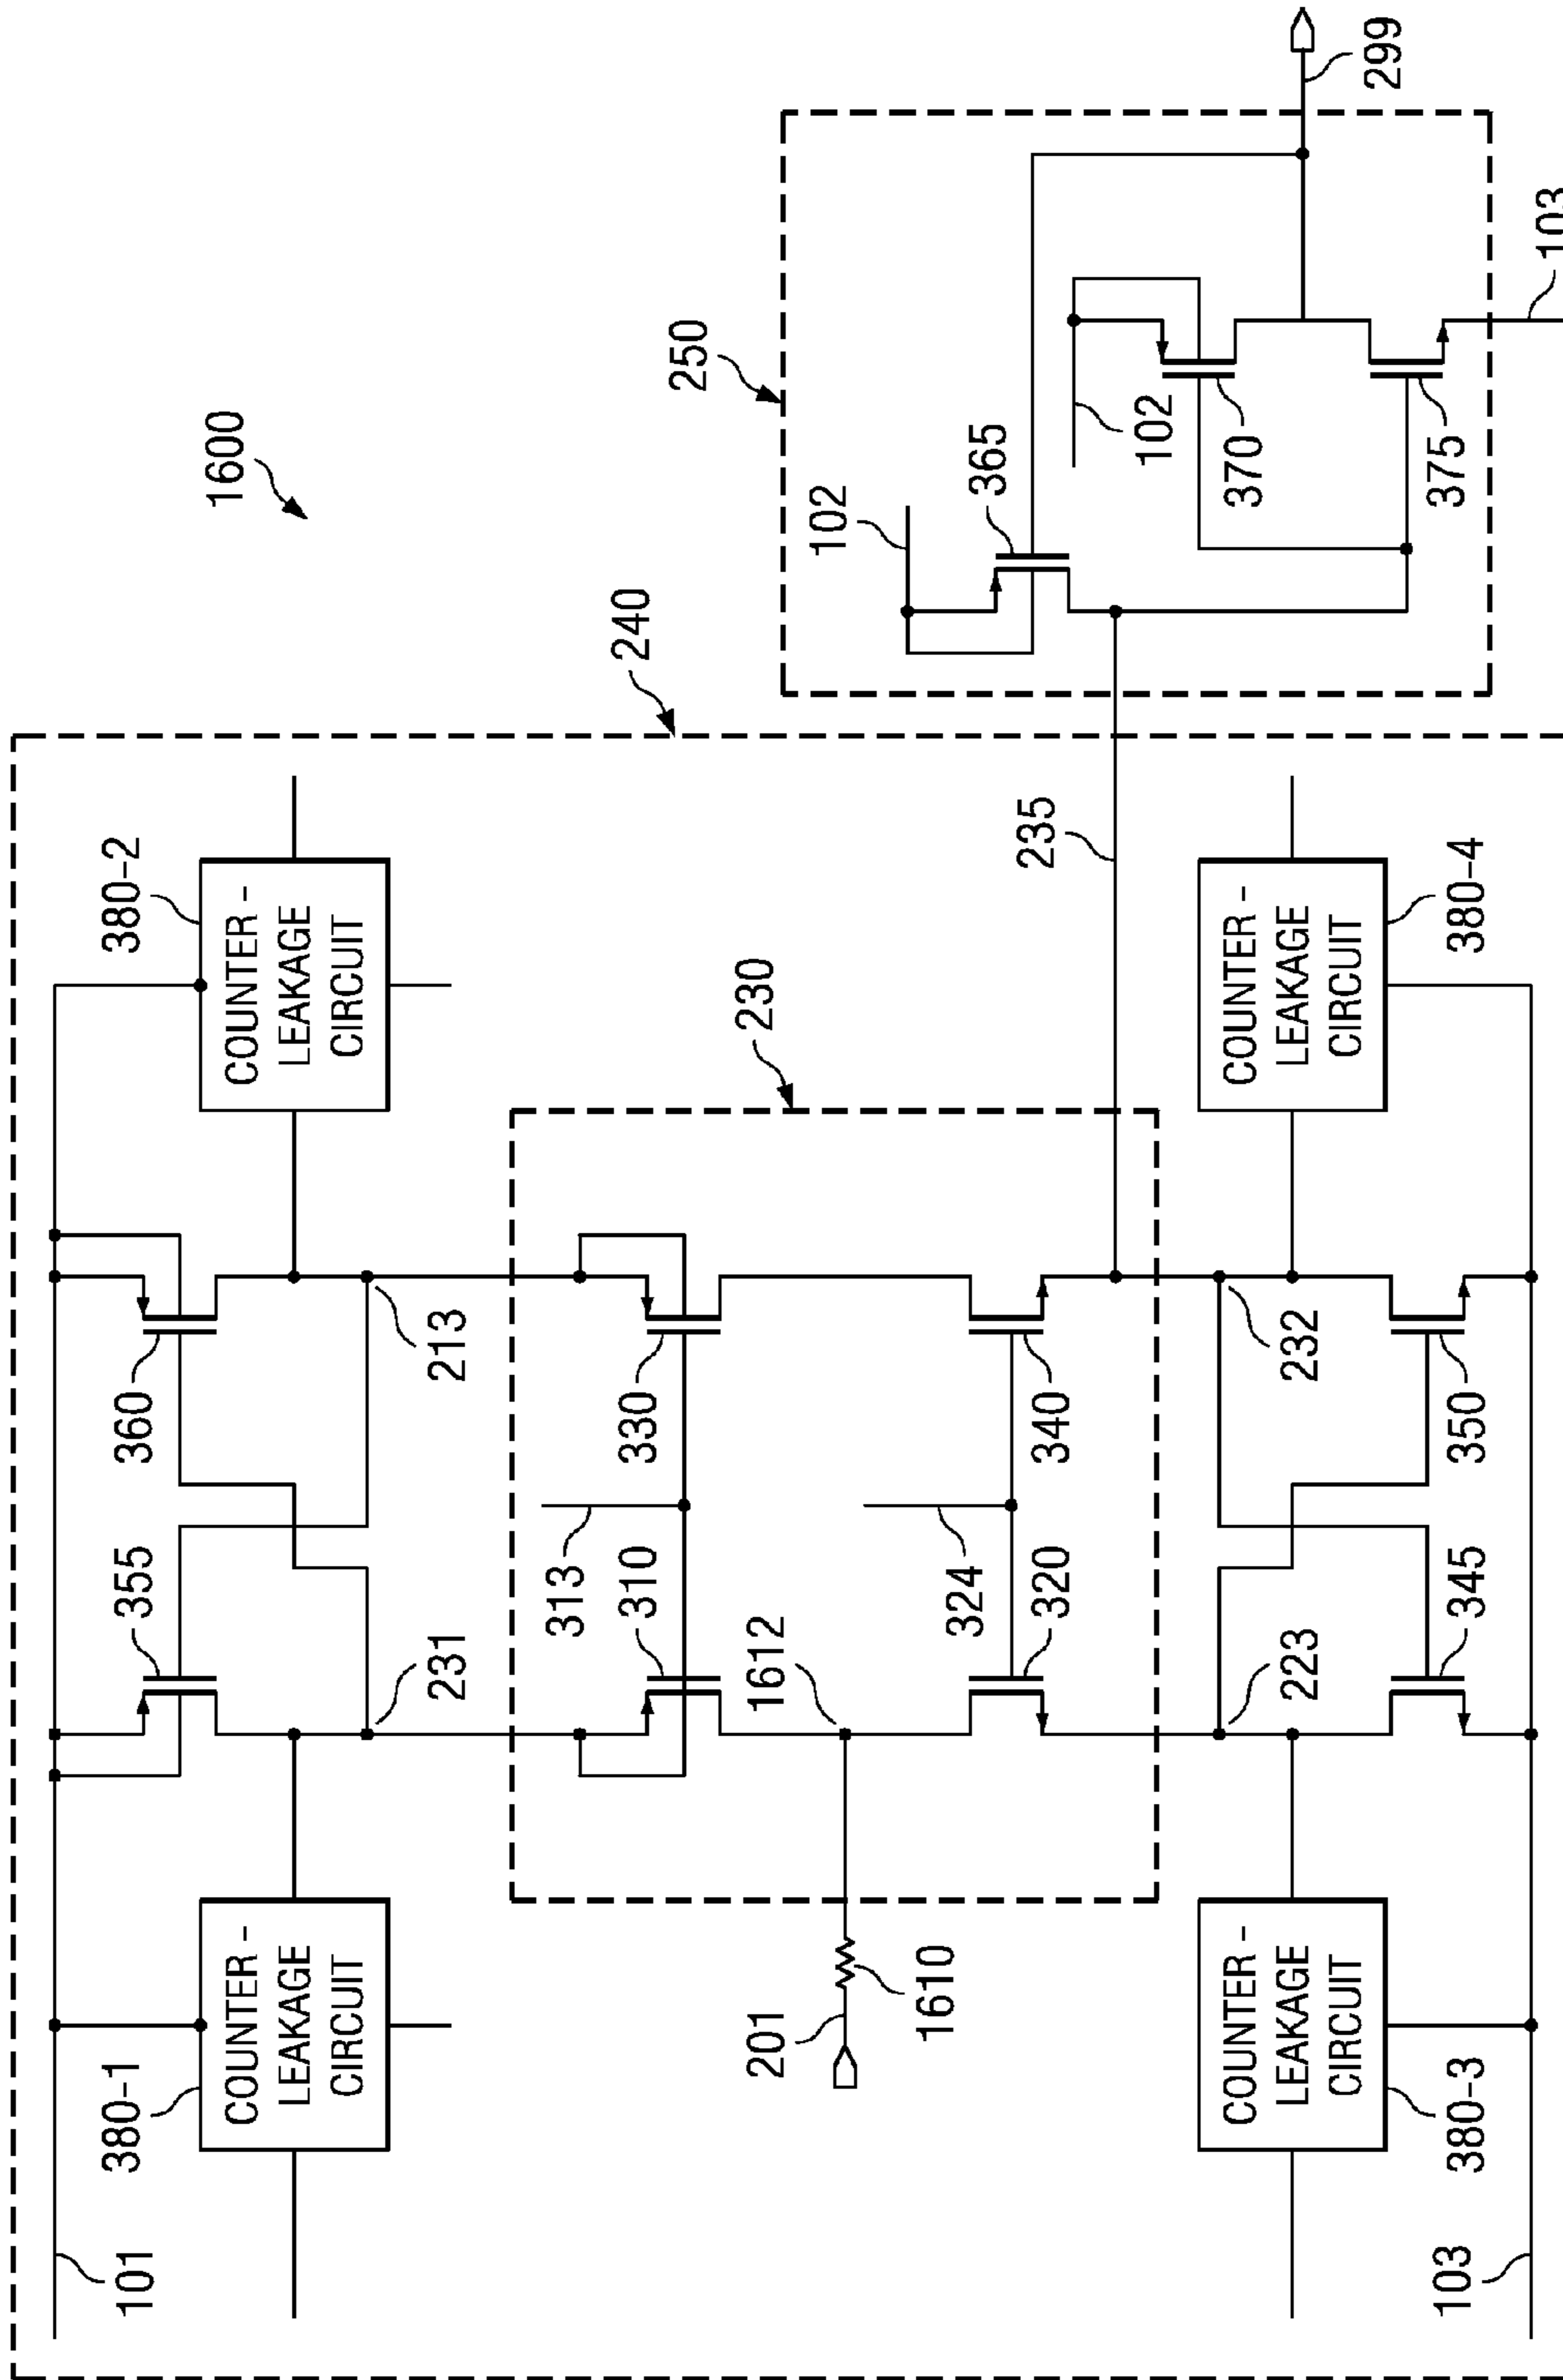 101
380-1
355
360
380-2
1600
COUNTER-
LEAKAGE
CIRCUIT
COUNTER-
LEAKAGE
CIRCUIT
231
213
313
310
330
240
250
230
201
1612
102
1610
324
365
320
340
235
102
370
COUNTER-
LEAKAGE
CIRCUIT
223
232
COUNTER-
LEAKAGE
CIRCUIT
299
103
380-3
345
350
380-4
375
103